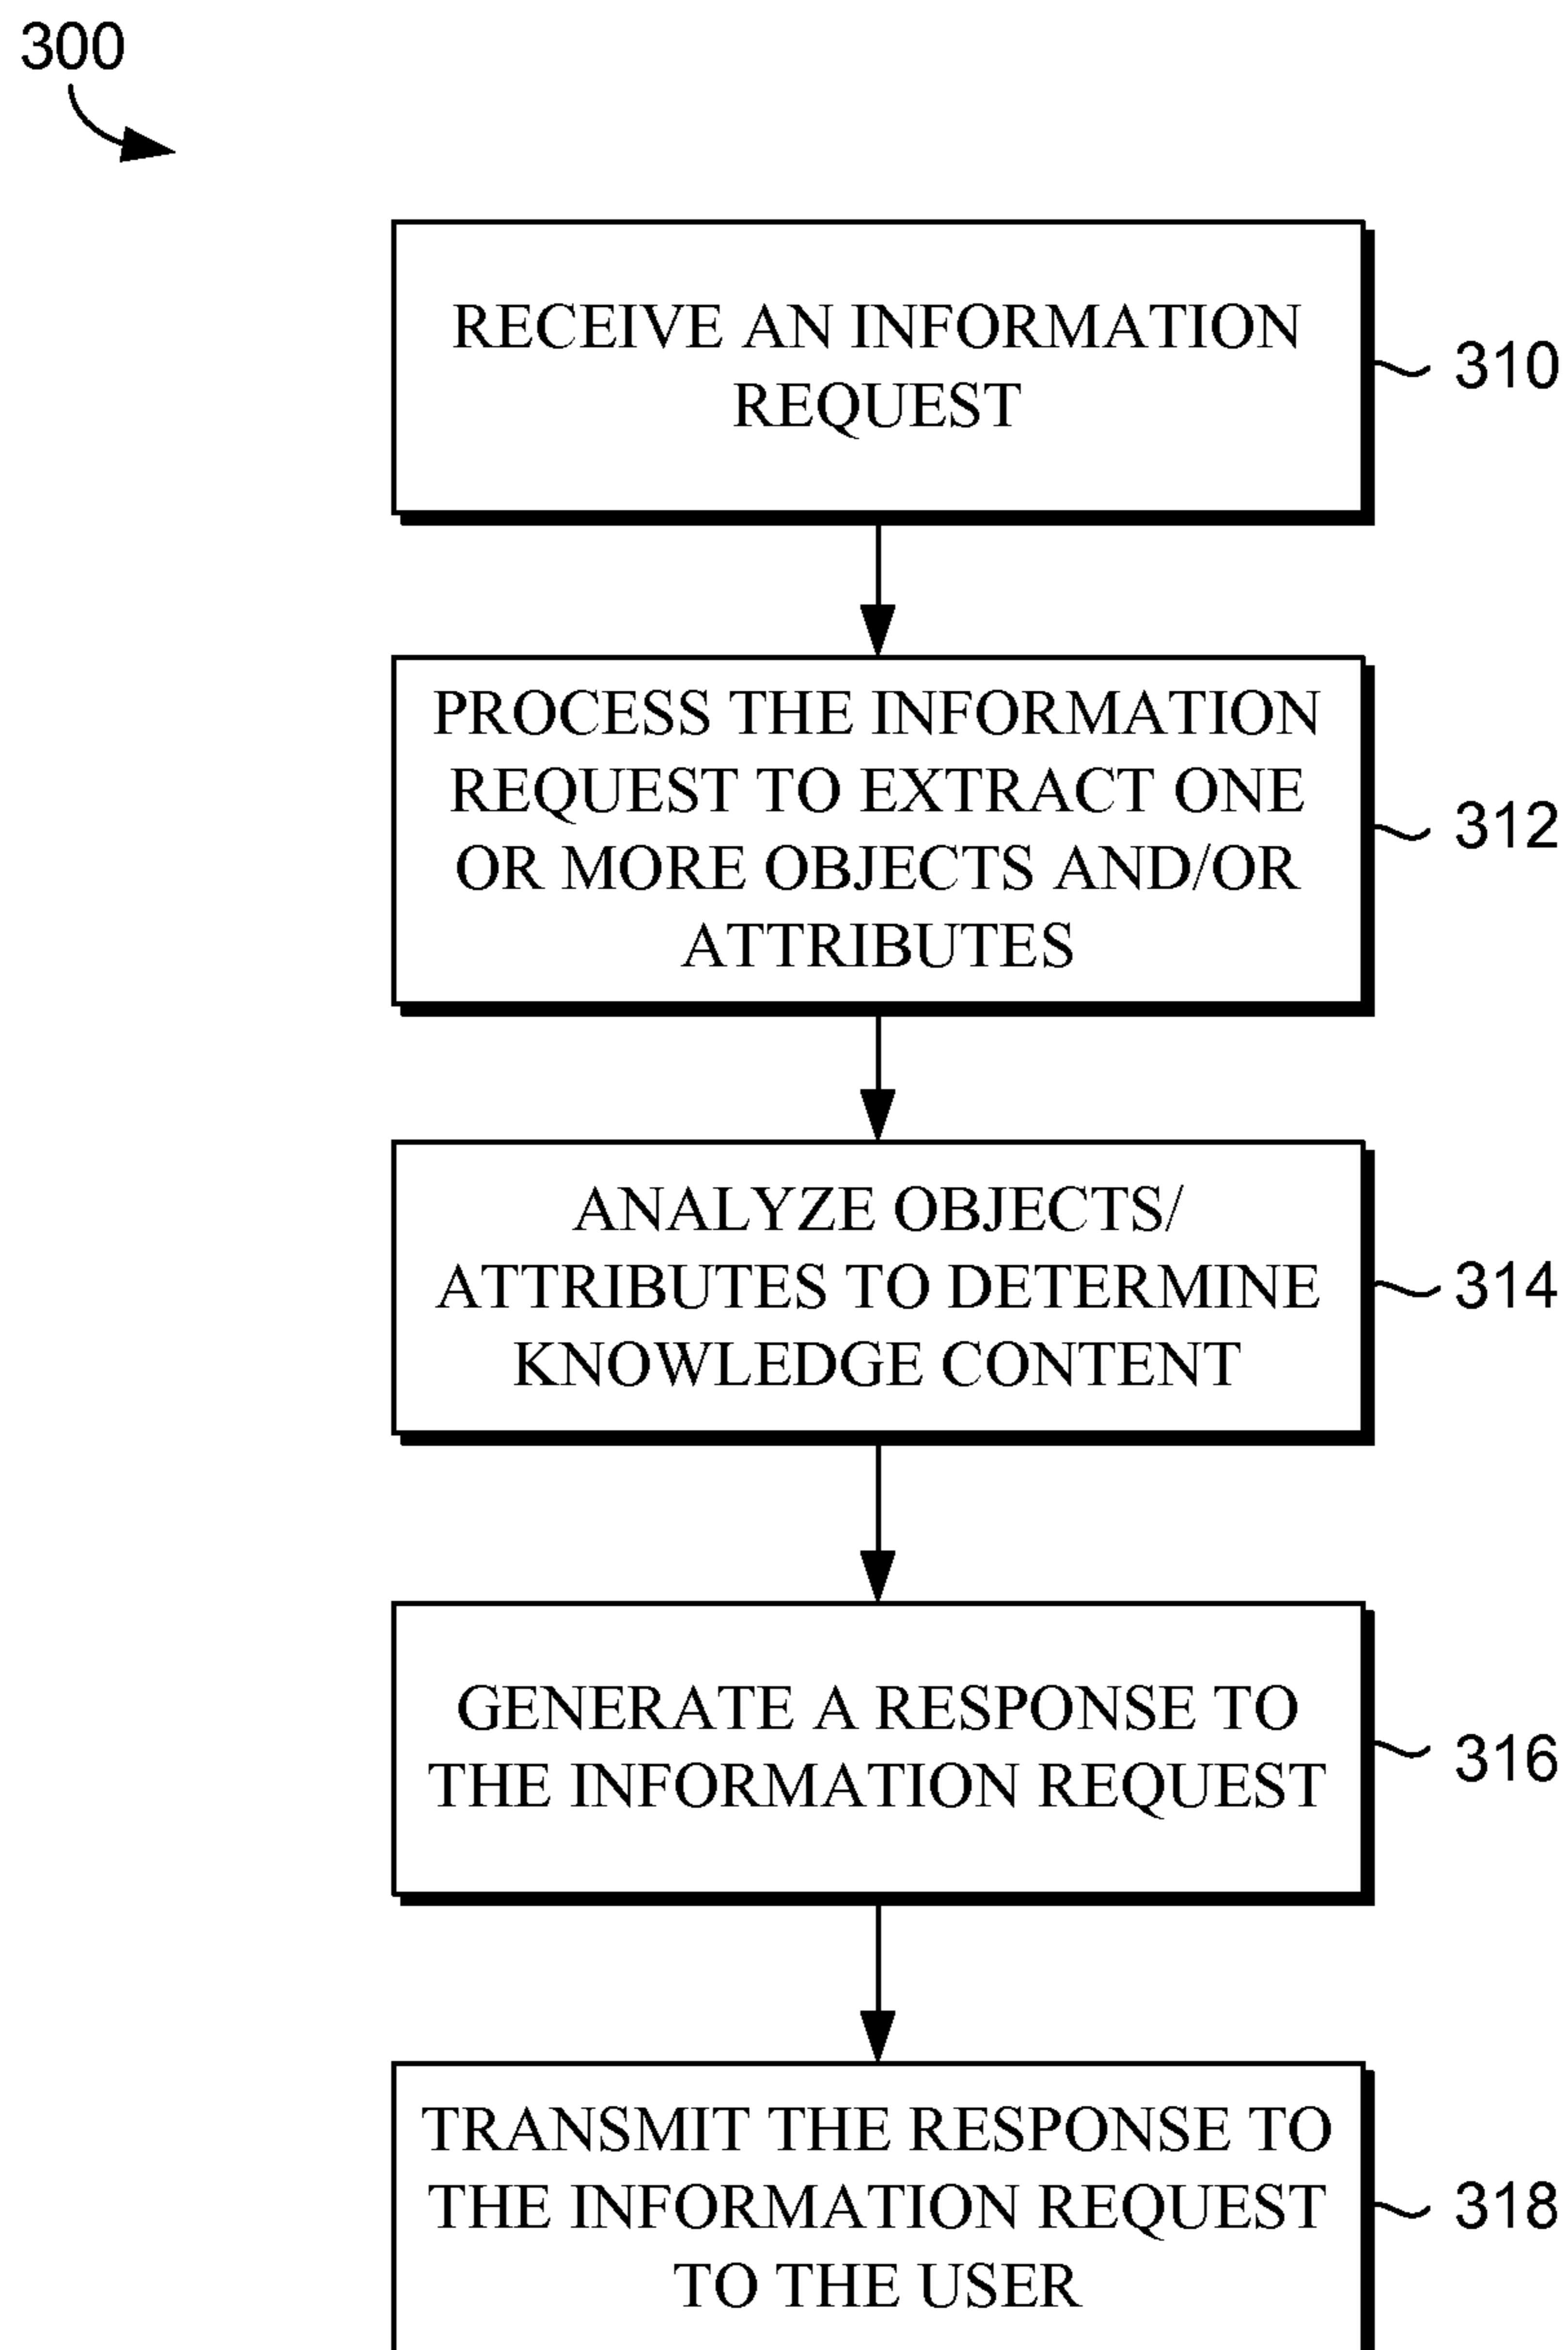 300
RECEIVE AN INFORMATION
REQUEST
310
PROCESS THE INFORMATION
REQUEST TO EXTRACT ONE
OR MORE OBJECTS AND/OR
ATTRIBUTES
312
ANALYZE OBJECTS/
ATTRIBUTES TO DETERMINE
KNOWLEDGE CONTENT
314
GENERATE A RESPONSE TO
THE INFORMATION REQUEST
316
TRANSMIT THE RESPONSE TO
THE INFORMATION REQUEST
TO THE USER
318